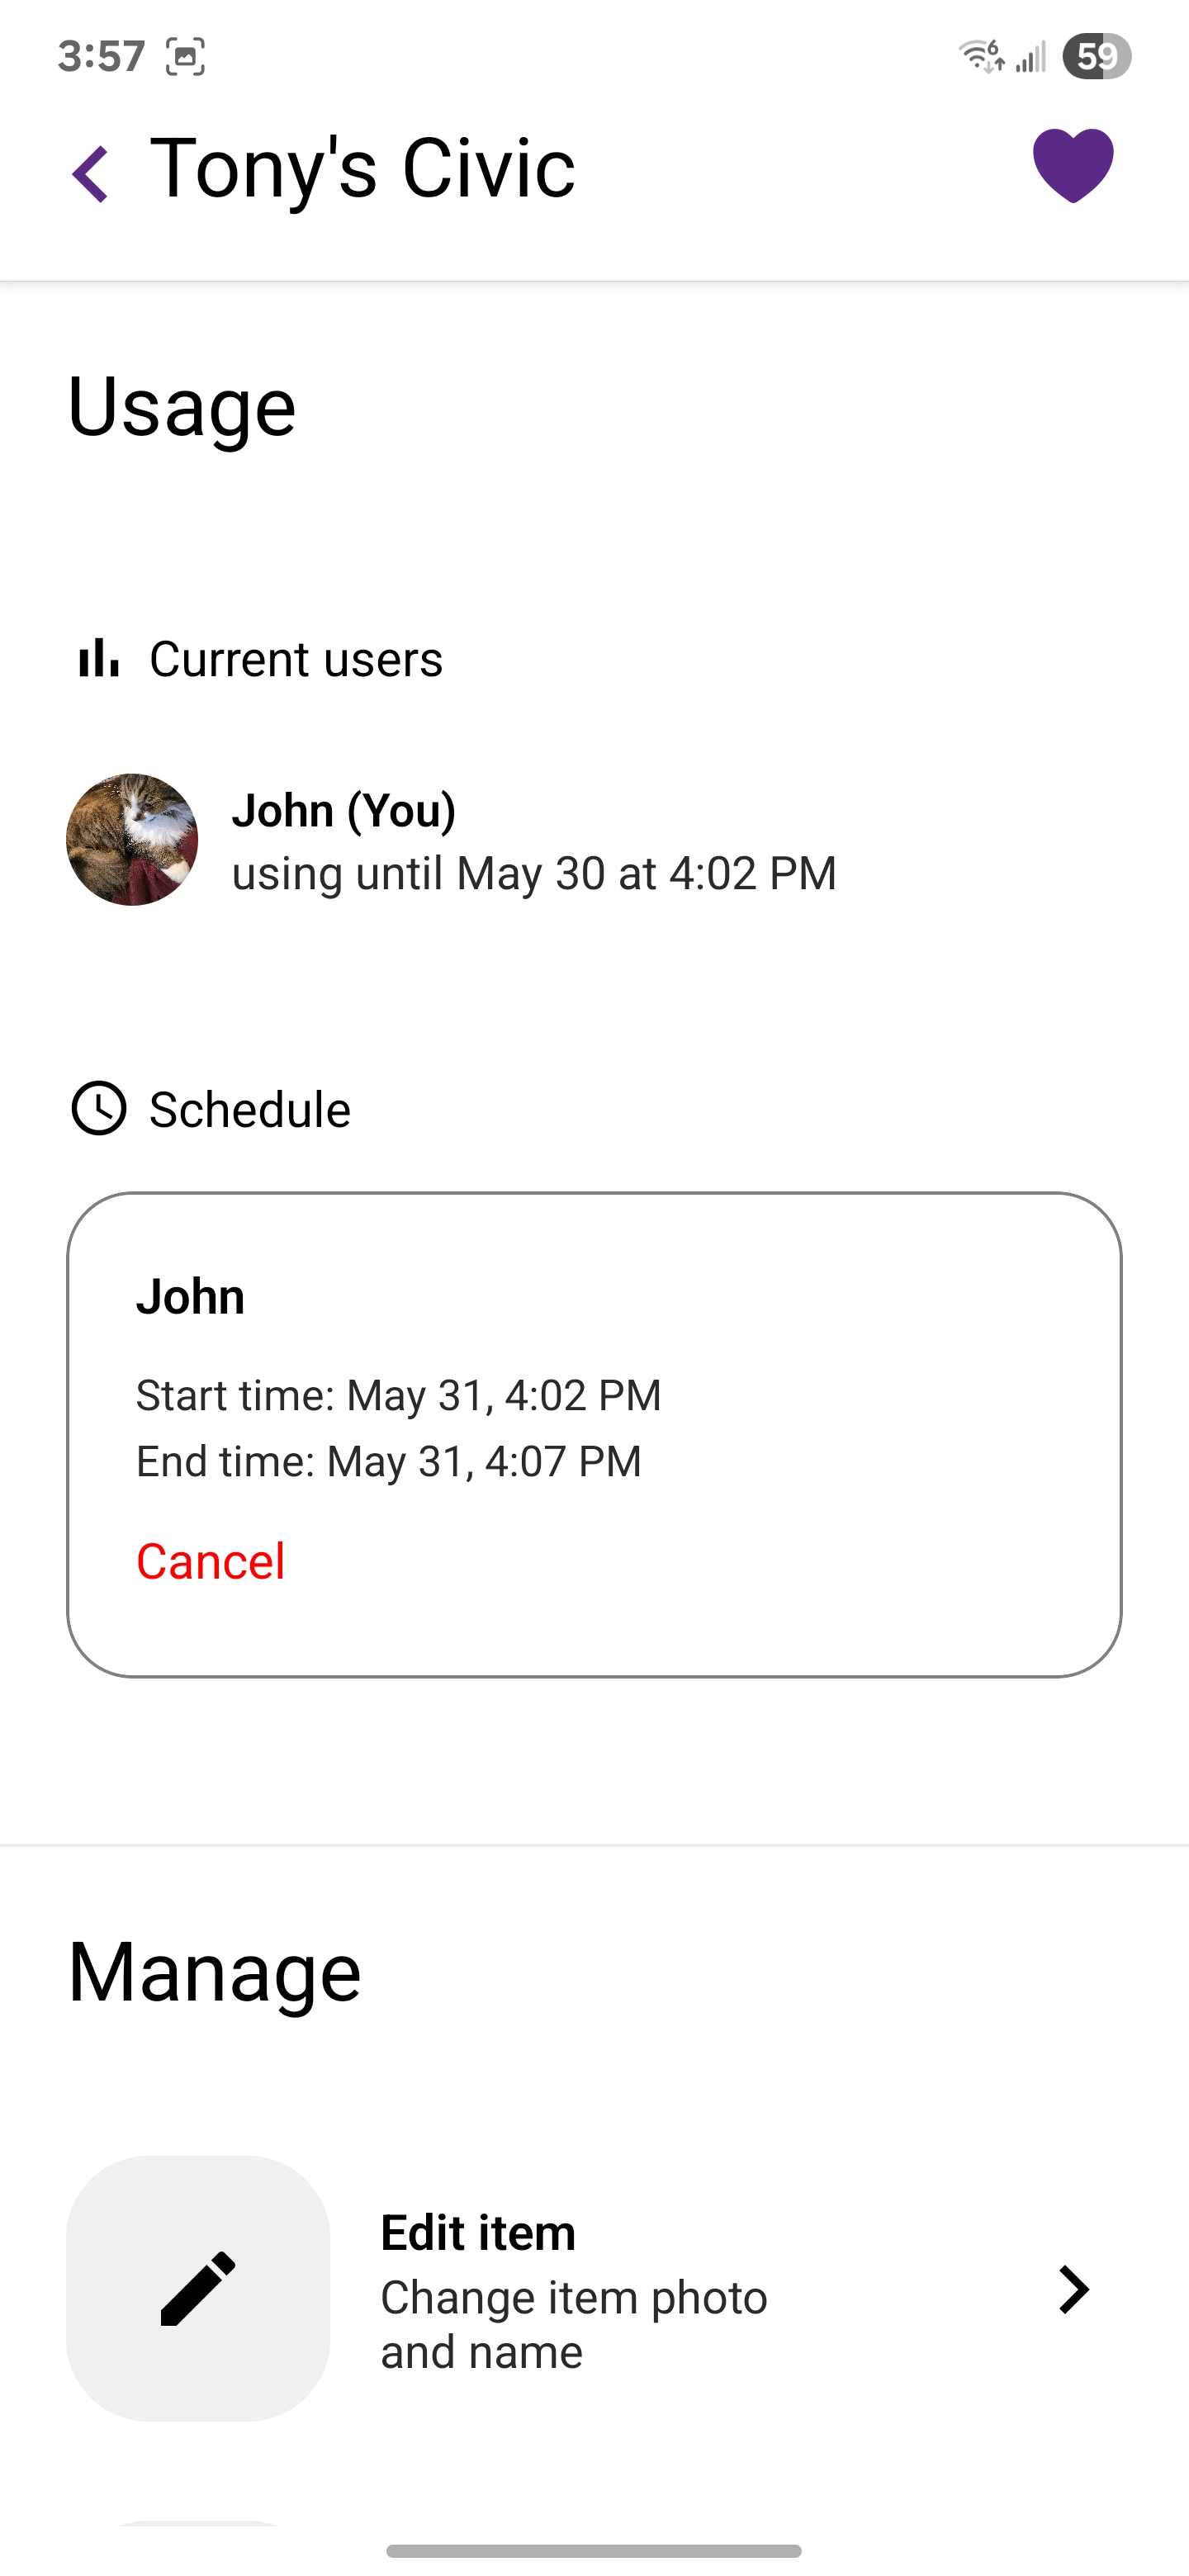 3:57
6
59
Tony's Civic
Usage
Current users
John (You)
using until May 30 at 4:02 PM
Schedule
John
Start time: May 31, 4:02 PM
End time: May 31, 4:07 PM
Cancel
Manage
Edit item
Change item photo
and name